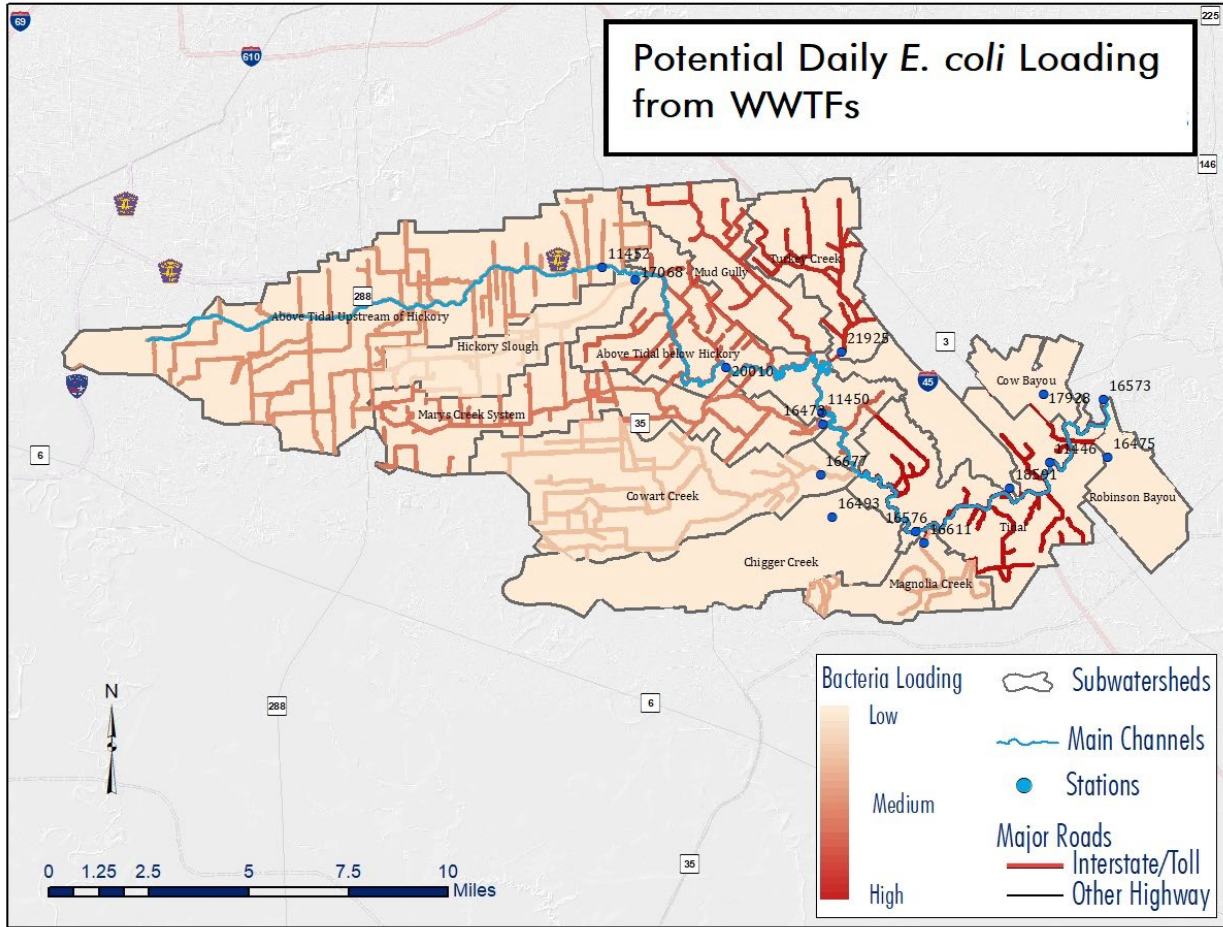 69
610
225
Potential Daily E. coli Loading
from WWTFs
146
11452
17068
Mud Gully
Turkey Creek
288
Above Tidal Upstream of Hickory
Hickory Slough
Above Tidal below Hickory
20010
21925
3
45
Cow Bayou
17928
16573
Marys Creek System
35
16473
11450
11446
16475
6
16677
18591
Cowart Creek
Robinson Bayou
16493
16576
16611
Tidal
Chigger Creek
Magnolia Creek
N
288
6
35
0 1.25 2.5 5 7.5 10
Miles
Bacteria Loading
Low
Medium
High
Subwatersheds
Main Channels
Stations
Major Roads
Interstate/Toll
Other Highway